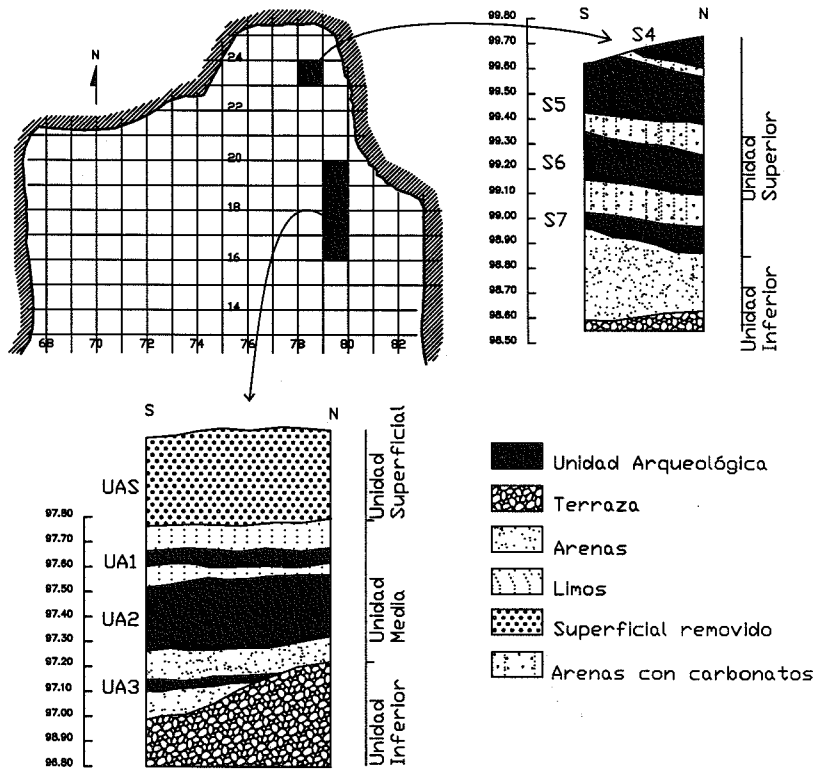 N
24
22
20
18
16
14
68
70
72
74
76
78
80
82
S
N
99.80
99.70
99.60
99.50
99.40
99.30
99.20
99.10
99.00
98.90
98.80
98.70
98.60
98.50
S4
S5
S6
S7
Unidad
Superior
Unidad
Inferior
S
N
UAS
UA1
UA2
UA3
97.80
97.70
97.60
97.50
97.40
97.30
97.20
97.10
97.00
98.90
96.80
Unidad
Superficial
Unidad
Media
Unidad
Inferior
Unidad Arqueológica
Terraza
Arenas
Limos
Superficial removido
Arenas con carbonatos